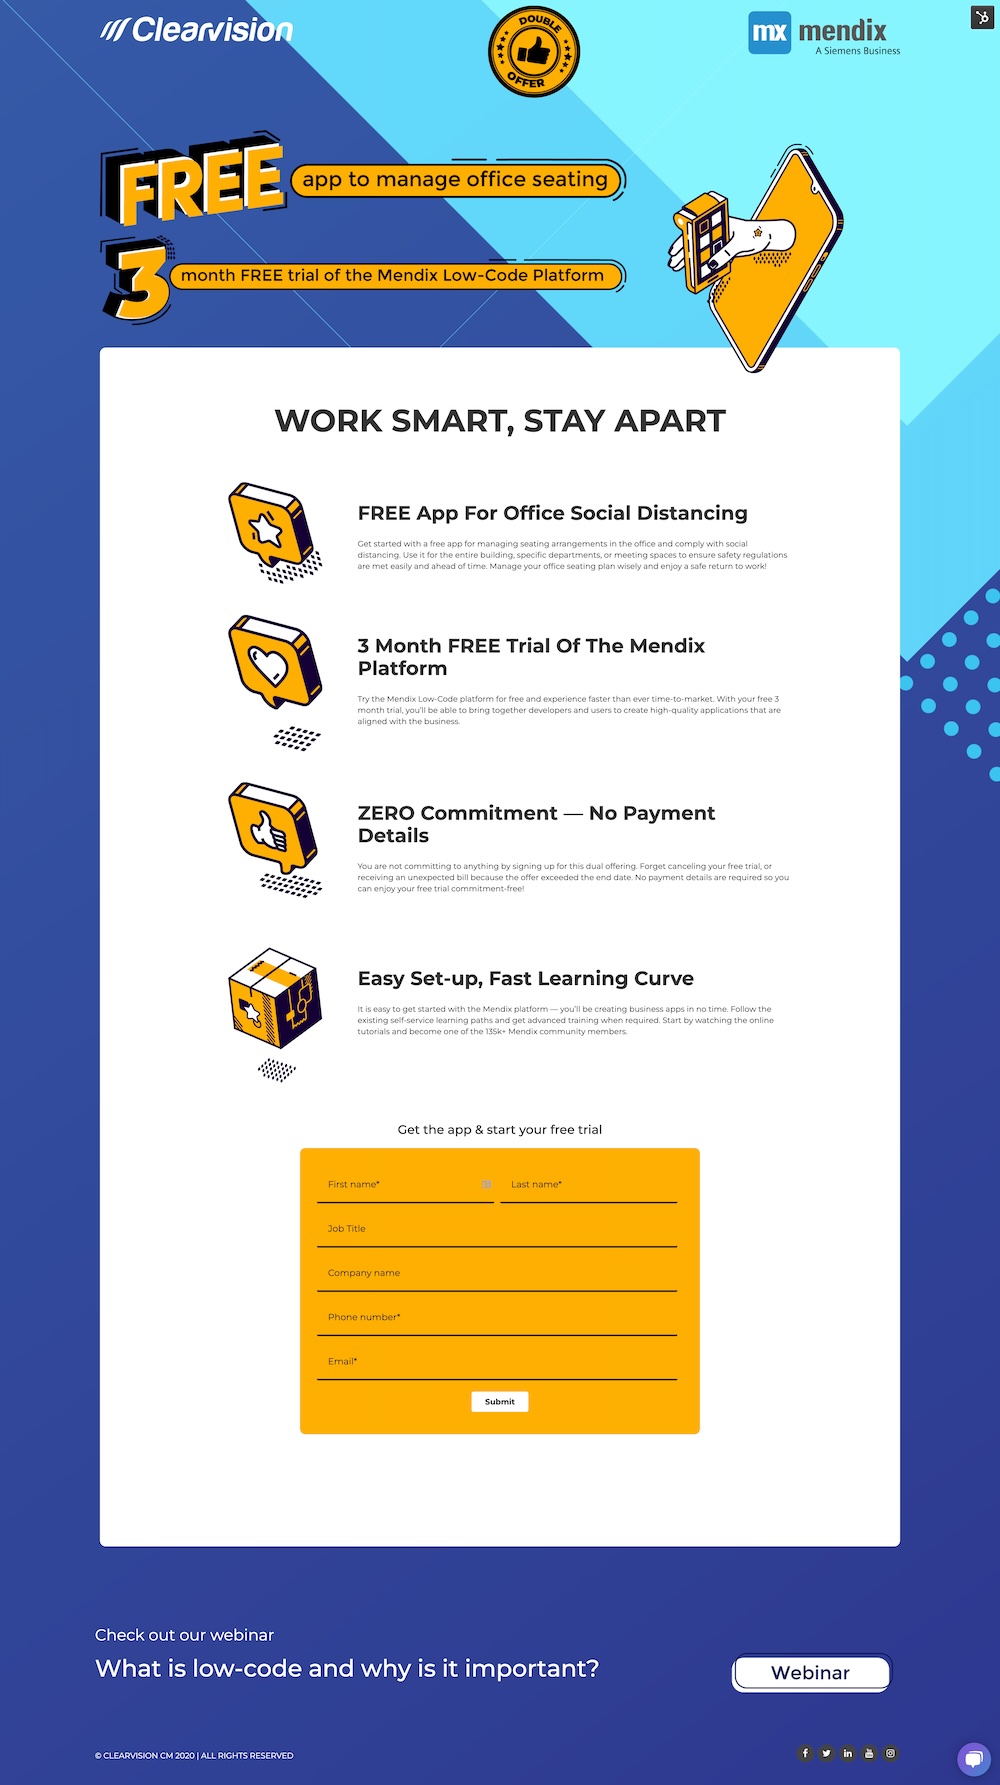 Clearvision
DOUBLE
OFFER
mx mendix
A Siemens Business
FREE
app to manage office seating
3
month FREE trial of the Mendix Low-Code Platform
WORK SMART, STAY APART
FREE App For Office Social Distancing
Get started with a free app for managing seating arrangements in the office and comply with social
distancing. Use it for the entire building, specific departments, or meeting spaces to ensure safety regulations
are met easily and ahead of time. Manage your office seating plan wisely and enjoy a safe return to work!
3 Month FREE Trial Of The Mendix
Platform
Try the Mendix Low-Code platform for free and experience faster than ever time-to-market. With your free 3
month trial, you'll be able to bring together developers and users to create high-quality applications that are
aligned with the business.
ZERO Commitment — No Payment
Details
You are not committing to anything by signing up for this dual offering. Forget canceling your free trial, or
receiving an unexpected bill because the offer exceeded the end date. No payment details are required so you
can enjoy your free trial commitment-free!
Easy Set-up, Fast Learning Curve
It is easy to get started with the Mendix platform — you'll be creating business apps in no time. Follow the
existing self-service learning paths and get advanced training when required. Start by watching the online
tutorials and become one of the 135k+ Mendix community members.
Get the app & start your free trial
First name*
Last name*
Job Title
Company name
Phone number*
Email*
Submit
Check out our webinar
What is low-code and why is it important?
Webinar
© CLEARVISION CM 2020 | ALL RIGHTS RESERVED